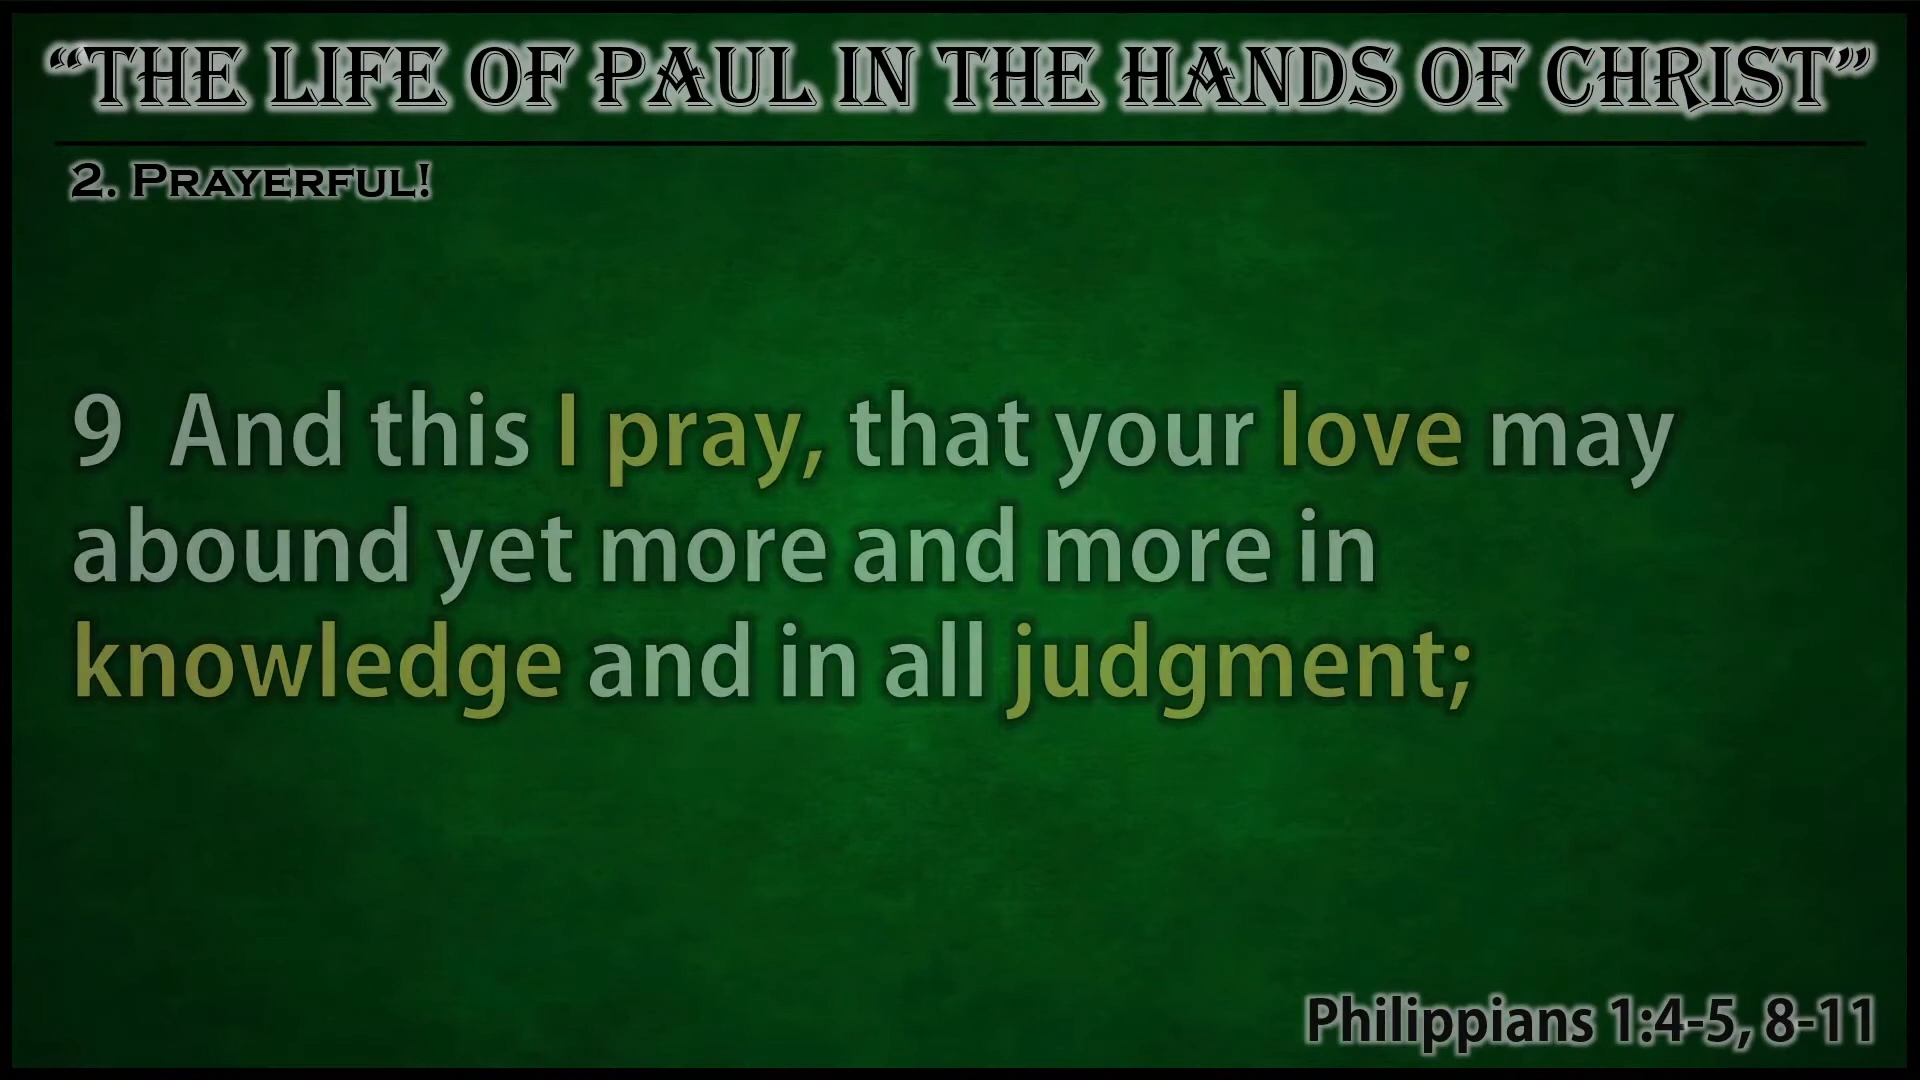 “THE LIFE OF PAUL IN THE HANDS OF CHRIST”
2. Prayerful!
9 And this I pray, that your love may
abound yet more and more in
knowledge and in all judgment;
Philippians 1:4-5, 8-11